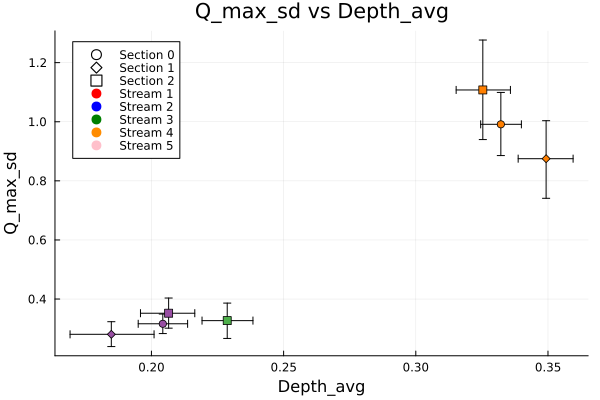 Q_max_sd vs Depth_avg
Section 0
Section 1
Section 2
Stream 1
Stream 2
Stream 3
Stream 4
Stream 5
Q_max_sd
1.2
1.0
0.8
0.6
0.4
0.20
0.25
0.30
0.35
Depth_avg